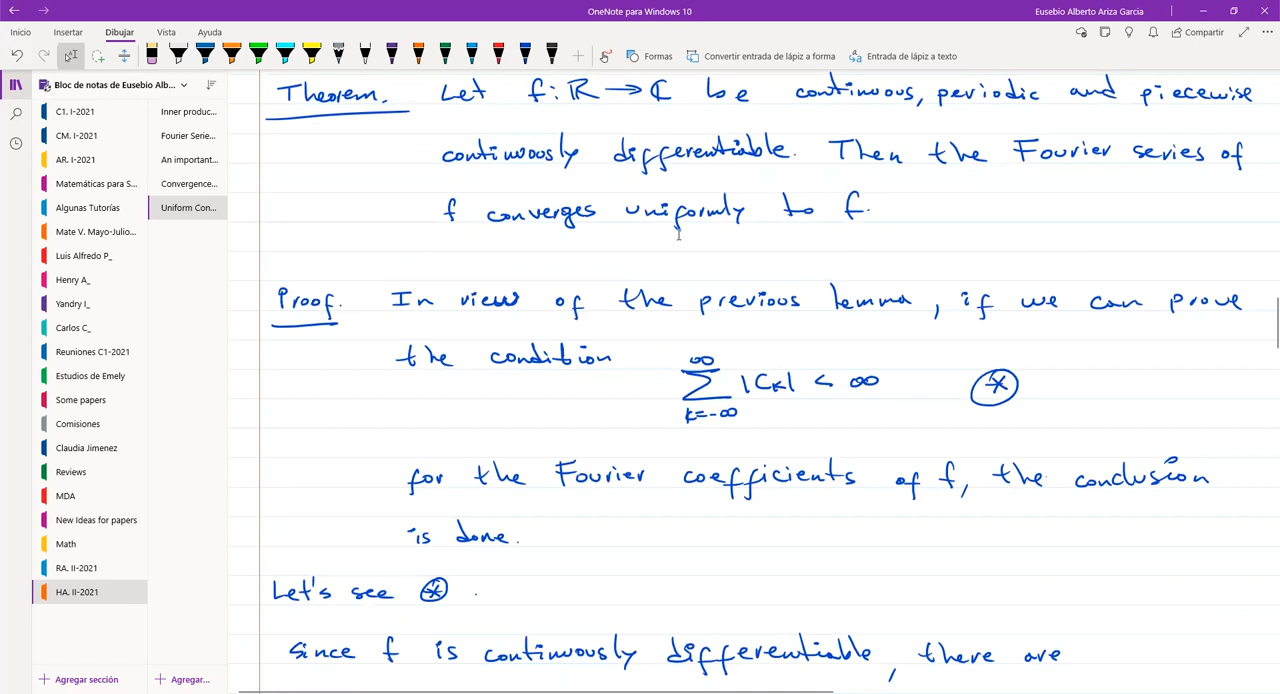 OneNote para Windows 10
Eusebio Alberto Ariza Garcia
Inicio Insertar Dibujar Vista Ayuda
Compartir
Formas Convertir entrada de lápiz a forma Entrada de lápiz a texto
Bloc de notas de Eusebio Alb...
C1. I-2021
CM. I-2021
AR. I-2021
Matemáticas para S...
Algunas Tutorías
Mate V. Mayo-Julio...
Luis Alfredo P_
Henry A_
Yandry I_
Carlos C_
Reuniones C1-2021
Estudios de Emely
Some papers
Comisiones
Claudia Jimenez
Reviews
MDA
New Ideas for papers
Math
RA. II-2021
HA. II-2021
Agregar sección
Inner produc...
Fourier Serie...
An important...
Convergence...
Uniform Con...
Agregar...
Theorem. Let f: ℝ → ℂ be continuous, periodic and piecewise
continuously differentiable. Then the Fourier series of
f converges uniformly to f.
Proof. In view of the previous lemma, if we can prove
the condition
∞
∑ |Ck| < ∞ (*)
k=-∞
for the Fourier coefficients of f, the conclusion
is done.
Let's see (*) .
since f is continuously differentiable, there are